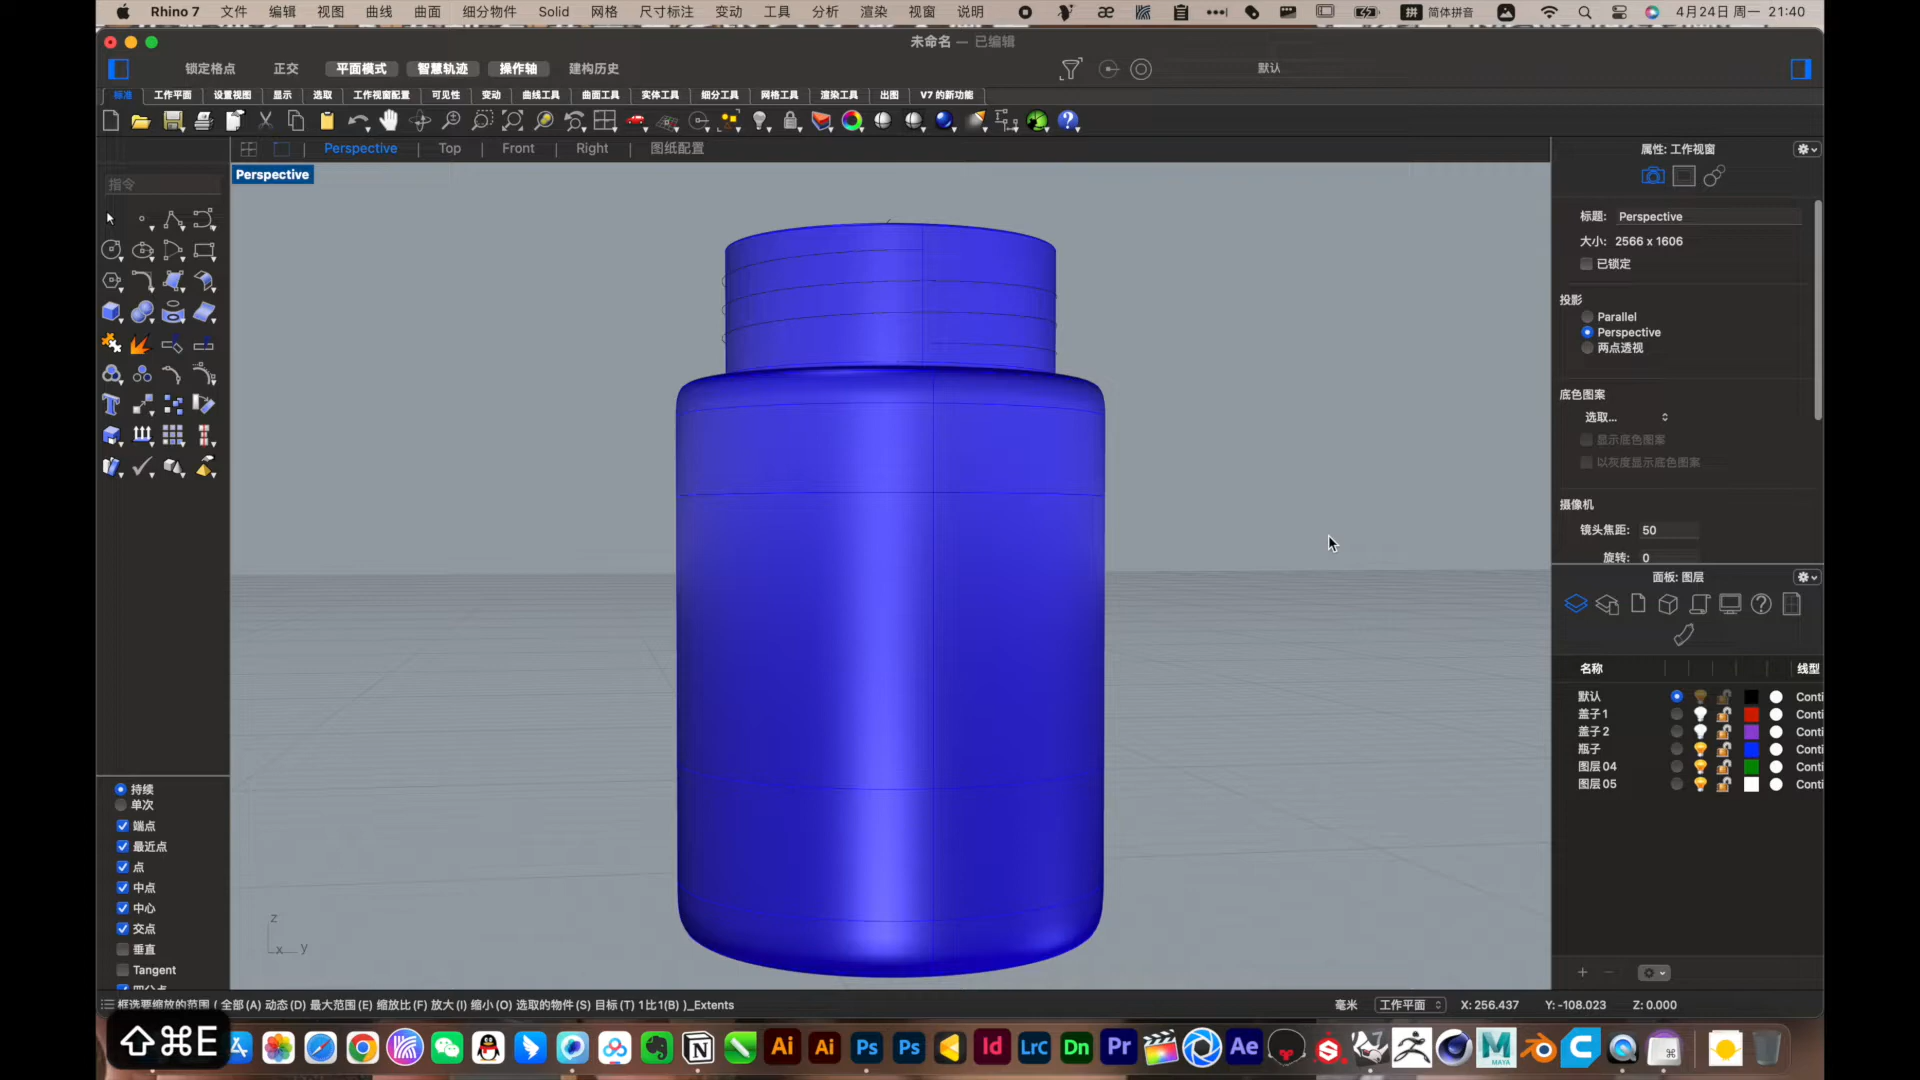 Rhino 7 文件 编辑 视图 曲线 曲面 细分物件 Solid 网格 尺寸标注 变动 工具 分析 渲染 视窗 说明 拼 简体拼音 4月24日 周一 21:40
未命名 — 已编辑
锁定格点 正交 平面模式 智慧轨迹 操作轴 建构历史 默认
标准 工作平面 设置视图 显示 选取 工作视窗配置 可见性 变动 曲线工具 曲面工具 实体工具 细分工具 网格工具 渲染工具 出图 V7 的新功能
Perspective Top Front Right 图纸配置
属性: 工作视窗
Perspective
指令
标题: Perspective
大小: 2566 x 1606
已锁定
投影
Parallel
Perspective
两点透视
底色图案
选取...
显示底色图案
以灰度显示底色图案
摄像机
镜头焦距: 50
旋转: 0
面板: 图层
名称 线型
默认 Conti
盖子 1 Conti
盖子 2 Conti
瓶子 Conti
图层 04 Conti
图层 05 Conti
持续
单次
端点
最近点
点
中点
中心
交点
垂直
Tangent
z
x y
框选要缩放的范围 ( 全部(A) 动态(D) 最大范围(E) 缩放比(F) 放大(I) 缩小(O) 选取的物件(S) 目标(T) 1比1(B) )_Extents
毫米 工作平面 X: 256.437 Y: -108.023 Z: 0.000
⇧⌘E
Ai Ai Ps Ps Id LrC Dn Pr Ae MAYA